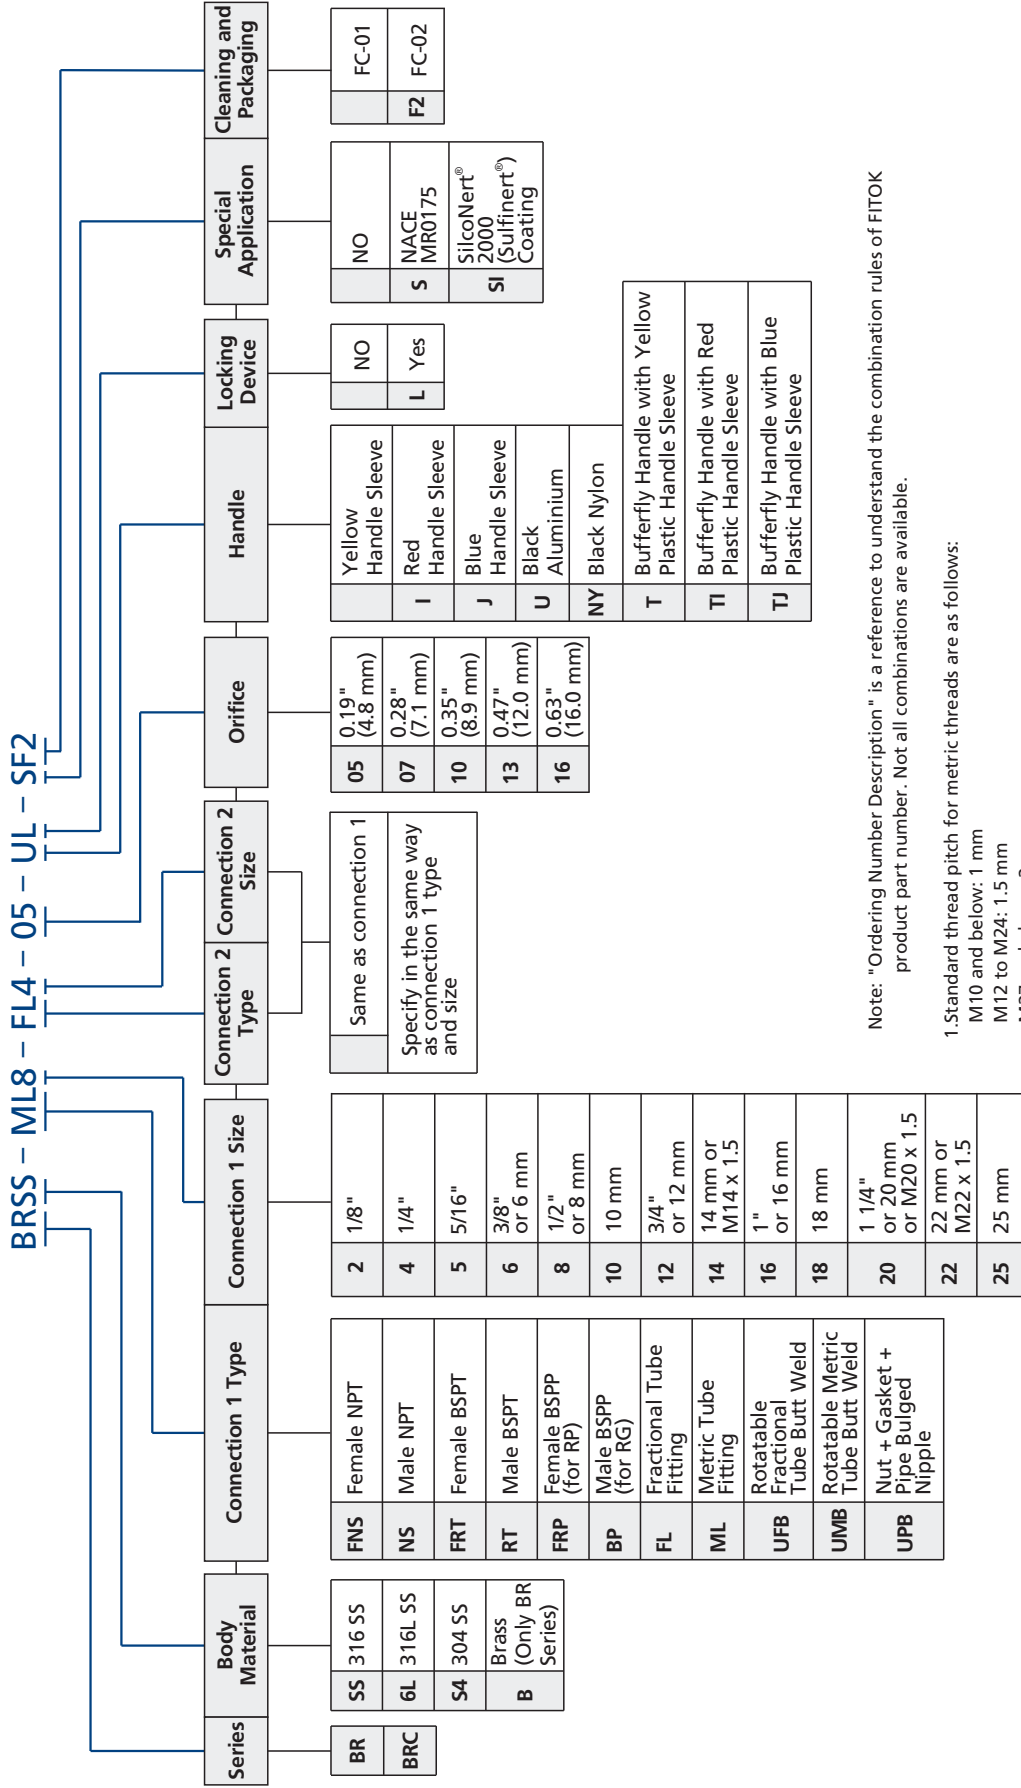 BRSS – ML8 – FL4 – 05 – UL – SF2
Series
BR
BRC
Body
Material
SS 316 SS
6L 316L SS
S4 304 SS
B Brass
(Only BR
Series)
Connection 1 Type
FNS Female NPT
NS Male NPT
FRT Female BSPT
RT Male BSPT
FRP Female BSPP
(for RP)
BP Male BSPP
(for RG)
FL Fractional Tube
Fitting
ML Metric Tube
Fitting
UFB Rotatable
Fractional
Tube Butt Weld
UMB Rotatable Metric
Tube Butt Weld
UPB Nut + Gasket +
Pipe Bulged
Nipple
Connection 1 Size
2 1/8"
4 1/4"
5 5/16"
6 3/8"
or 6 mm
8 1/2"
or 8 mm
10 10 mm
12 3/4"
or 12 mm
14 14 mm or
M14 x 1.5
16 1"
or 16 mm
18 18 mm
20 1 1/4"
or 20 mm
or M20 x 1.5
22 22 mm or
M22 x 1.5
25 25 mm
Connection 2
Type
Connection 2
Size
Same as connection 1
Specify in the same way
as connection 1 type
and size
Orifice
05 0.19"
(4.8 mm)
07 0.28"
(7.1 mm)
10 0.35"
(8.9 mm)
13 0.47"
(12.0 mm)
16 0.63"
(16.0 mm)
Handle
Yellow
Handle Sleeve
I Red
Handle Sleeve
J Blue
Handle Sleeve
U Black
Aluminium
NY Black Nylon
T Bufferfly Handle with Yellow
Plastic Handle Sleeve
TI Bufferfly Handle with Red
Plastic Handle Sleeve
TJ Bufferfly Handle with Blue
Plastic Handle Sleeve
Locking
Device
NO
L Yes
Special
Application
NO
S NACE
MR0175
SI SilcoNert®
2000
(Sulfinert®)
Coating
Cleaning and
Packaging
FC-01
F2 FC-02
Note: "Ordering Number Description" is a reference to understand the combination rules of FITOK
product part number. Not all combinations are available.
1.Standard thread pitch for metric threads are as follows:
M10 and below: 1 mm
M12 to M24: 1.5 mm